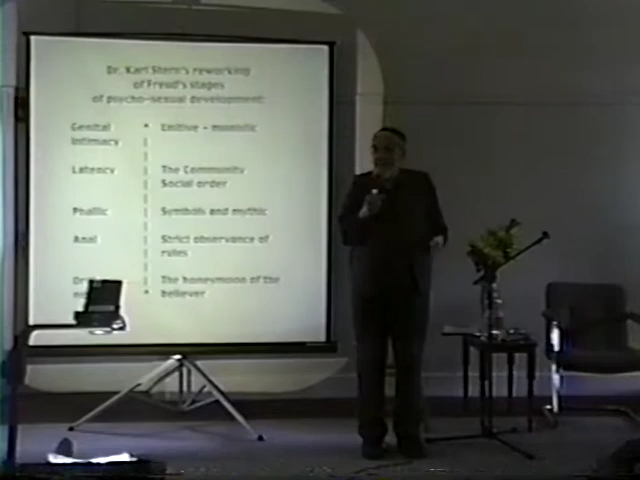 Dr. Karl Stern's reworking
of Freud's stages
of psycho-sexual development:
Genital * Unitive - monistic
Intimacy
Latency The Community
Social order
Phallic Symbols and mythic
Anal Strict observance of
rules
The honeymoon of the
* believer